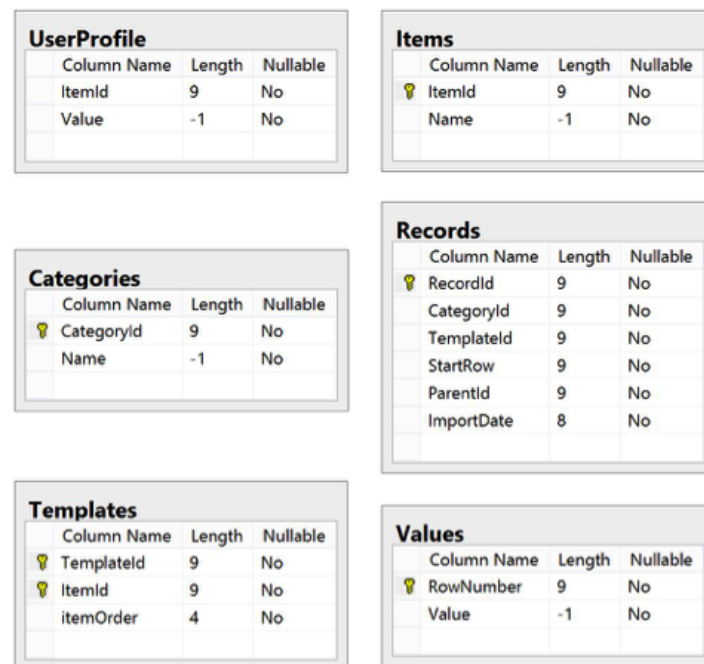 UserProfile
Column Name Length Nullable
ItemId 9 No
Value -1 No
Items
Column Name Length Nullable
ItemId 9 No
Name -1 No
Categories
Column Name Length Nullable
CategoryId 9 No
Name -1 No
Records
Column Name Length Nullable
RecordId 9 No
CategoryId 9 No
TemplateId 9 No
StartRow 9 No
ParentId 9 No
ImportDate 8 No
Templates
Column Name Length Nullable
TemplateId 9 No
ItemId 9 No
itemOrder 4 No
Values
Column Name Length Nullable
RowNumber 9 No
Value -1 No